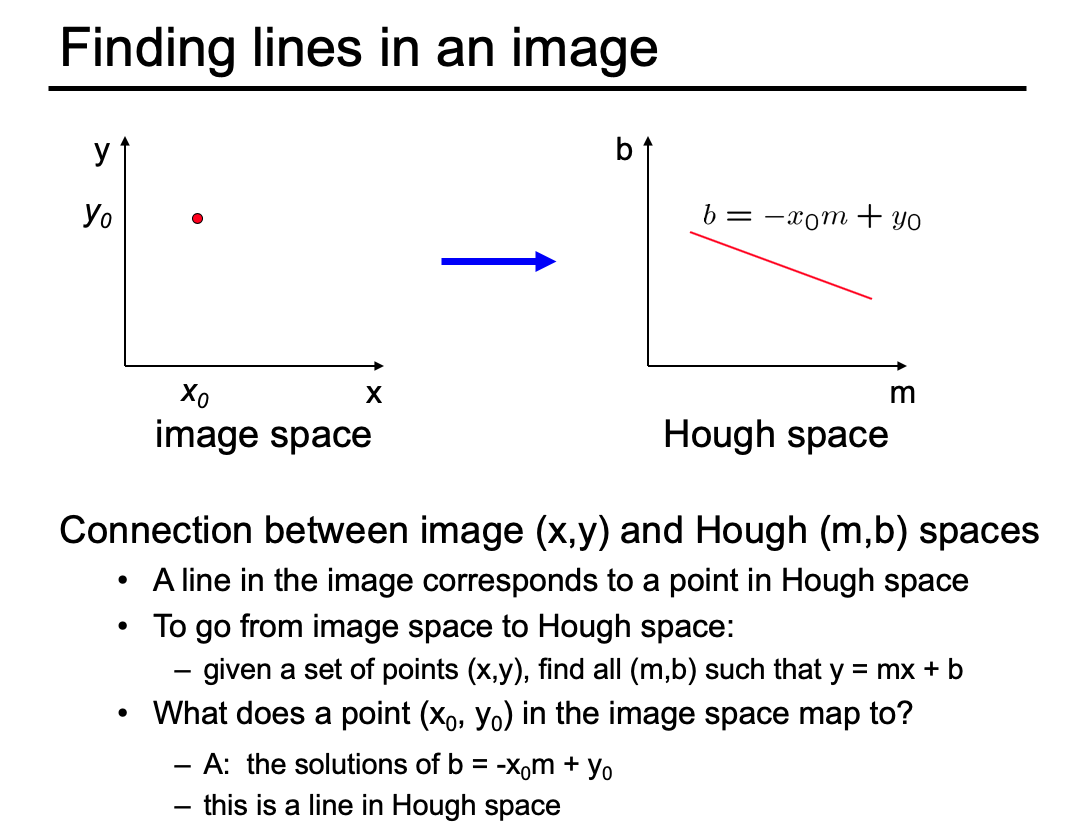 Finding lines in an image
y
y₀
x₀
x
image space
b
b = −x₀m + y₀
m
Hough space
Connection between image (x,y) and Hough (m,b) spaces
• A line in the image corresponds to a point in Hough space
• To go from image space to Hough space:
– given a set of points (x,y), find all (m,b) such that y = mx + b
• What does a point (x₀, y₀) in the image space map to?
– A:  the solutions of b = -x₀m + y₀
– this is a line in Hough space